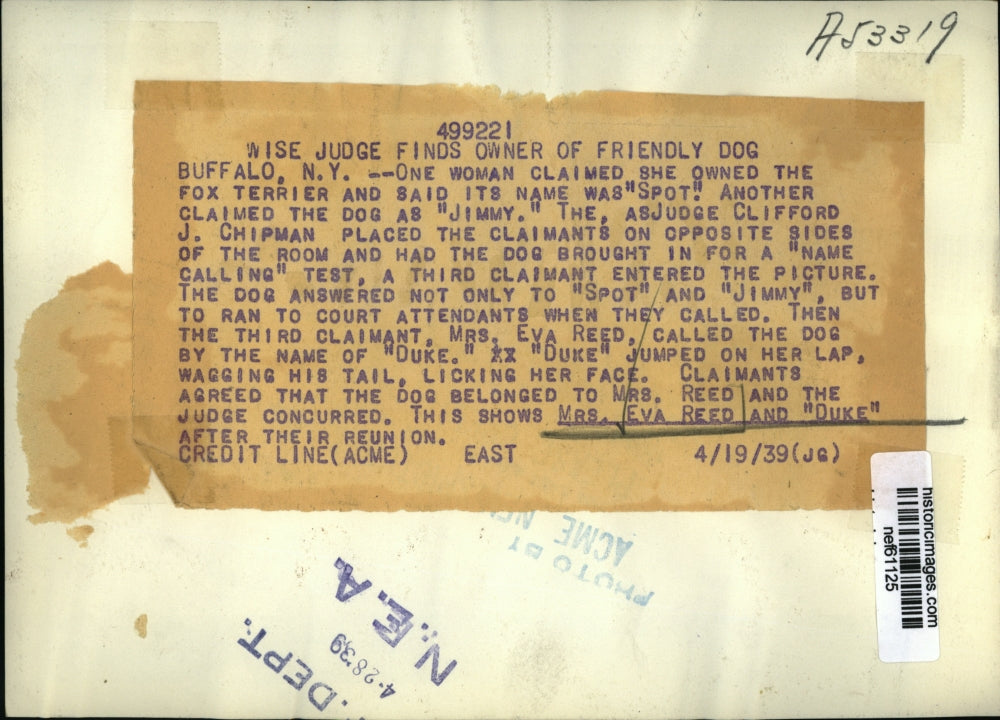 A53319
499221
WISE JUDGE FINDS OWNER OF FRIENDLY DOG
BUFFALO, N.Y. --ONE WOMAN CLAIMED SHE OWNED THE
FOX TERRIER AND SAID ITS NAME WAS"SPOT". ANOTHER
CLAIMED THE DOG AS "JIMMY." THE, ASJUDGE CLIFFORD
J. CHIPMAN PLACED THE CLAIMANTS ON OPPOSITE SIDES
OF THE ROOM AND HAD THE DOG BROUGHT IN FOR A "NAME
CALLING" TEST, A THIRD CLAIMANT ENTERED THE PICTURE.
THE DOG ANSWERED NOT ONLY TO "SPOT" AND "JIMMY", BUT
TO RAN TO COURT ATTENDANTS WHEN THEY CALLED. THEN
THE THIRD CLAIMANT, MRS. EVA REED, CALLED THE DOG
BY THE NAME OF "DUKE." XX "DUKE" JUMPED ON HER LAP,
WAGGING HIS TAIL, LICKING HER FACE. CLAIMANTS
AGREED THAT THE DOG BELONGED TO MRS. REED AND THE
JUDGE CONCURRED. THIS SHOWS MRS. EVA REED AND "DUKE"
AFTER THEIR REUNION.
CREDIT LINE(ACME) EAST 4/19/39(JG)
historicimages.com
nef61125
PHOTO BY
ACME
N.E.A.
4-28-39
DEPT.